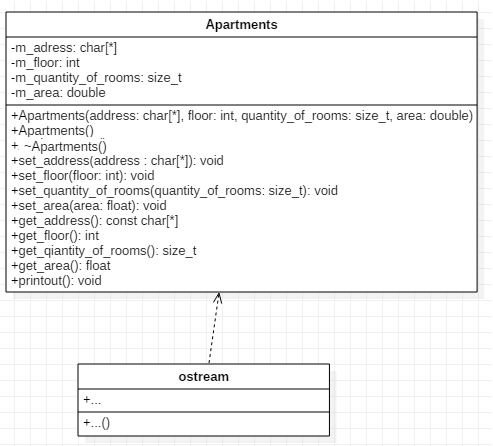 Apartments
-m_adress: char[*]
-m_floor: int
-m_quantity_of_rooms: size_t
-m_area: double
+Apartments(address: char[*], floor: int, quantity_of_rooms: size_t, area: double)
+Apartments()
+ ~Apartments()
+set_address(address : char[*]): void
+set_floor(floor: int): void
+set_quantity_of_rooms(quantity_of_rooms: size_t): void
+set_area(area: float): void
+get_address(): const char[*]
+get_floor(): int
+get_qiantity_of_rooms(): size_t
+get_area(): float
+printout(): void
ostream
+...
+...()